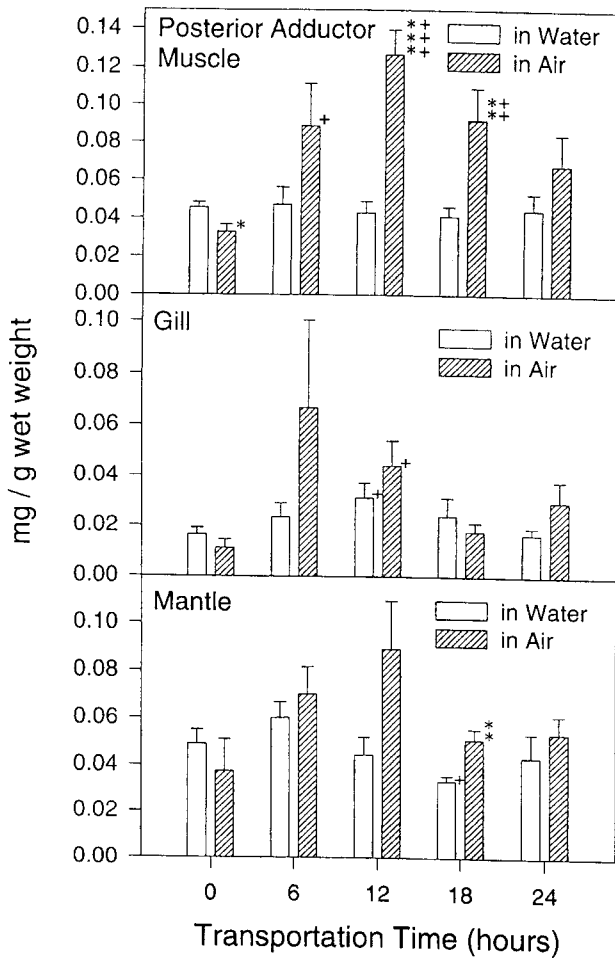 mg / g wet weight
Posterior Adductor
Muscle
in Water
in Air
0.14
0.12
0.10
0.08
0.06
0.04
0.02
0.00
*
+
*+
*+
*+
*+
*+
Gill
in Water
in Air
0.10
0.08
0.06
0.04
0.02
0.00
+
+
Mantle
in Water
in Air
0.10
0.08
0.06
0.04
0.02
0.00
+
*
*
0 6 12 18 24
Transportation Time (hours)